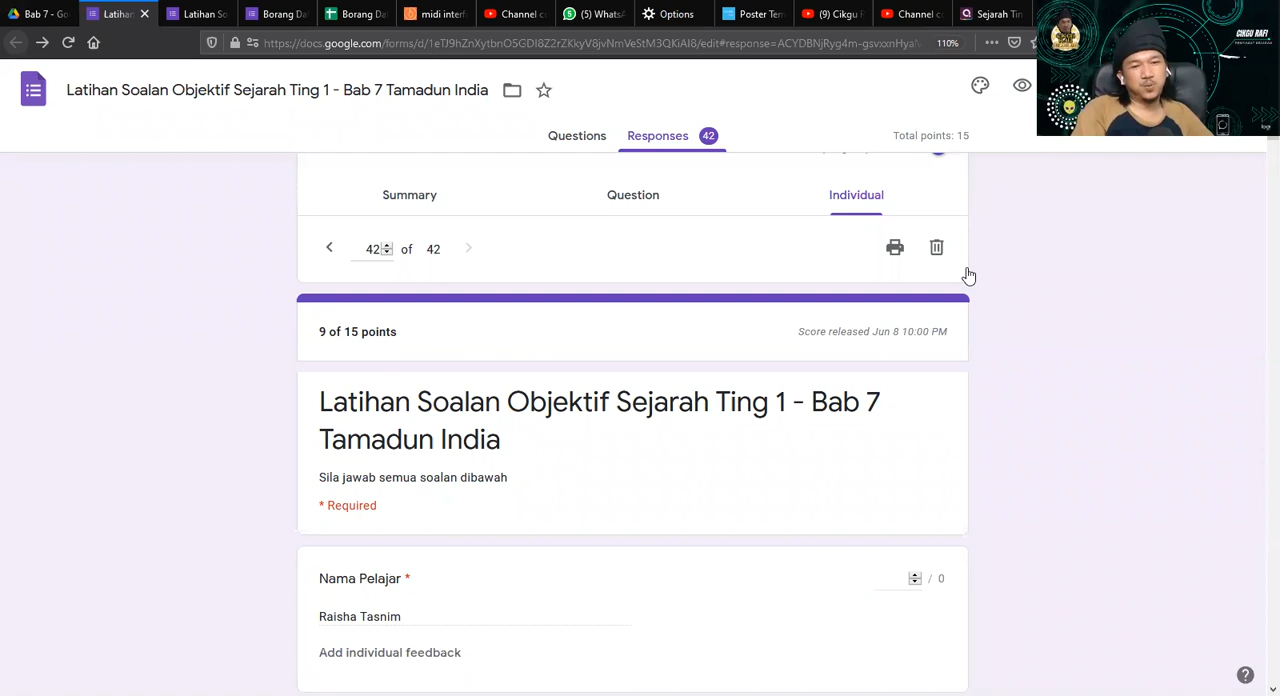 Bab 7 - Go
Latihan
Latihan So
Borang Da
Borang Da
midi interf
Channel c
(5) WhatsA
Options
Poster Tem
(9) Cikgu F
Channel c
Sejarah Tin
110%
CIKGU RAFI
Latihan Soalan Objektif Sejarah Ting 1 - Bab 7 Tamadun India
Questions
Responses
42
Total points: 15
Summary
Question
Individual
42
of
42
9 of 15 points
Score released Jun 8 10:00 PM
Latihan Soalan Objektif Sejarah Ting 1 - Bab 7
Tamadun India
Sila jawab semua soalan dibawah
* Required
Nama Pelajar *
/ 0
Raisha Tasnim
Add individual feedback